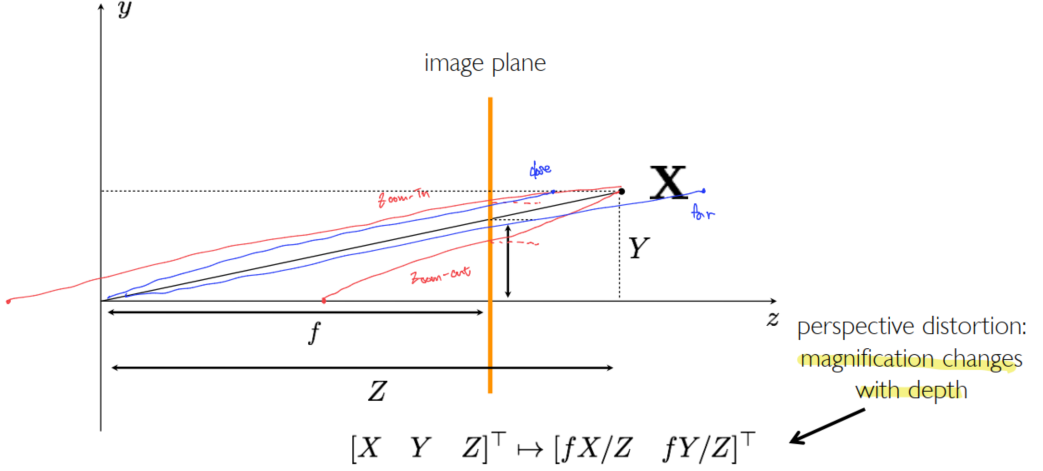 y
image plane
close
Zoom-In
X
far
Y
Zoom-out
z
f
perspective distortion:
magnification changes
with depth
Z
[X Y Z]⊤ ↦ [fX/Z fY/Z]⊤